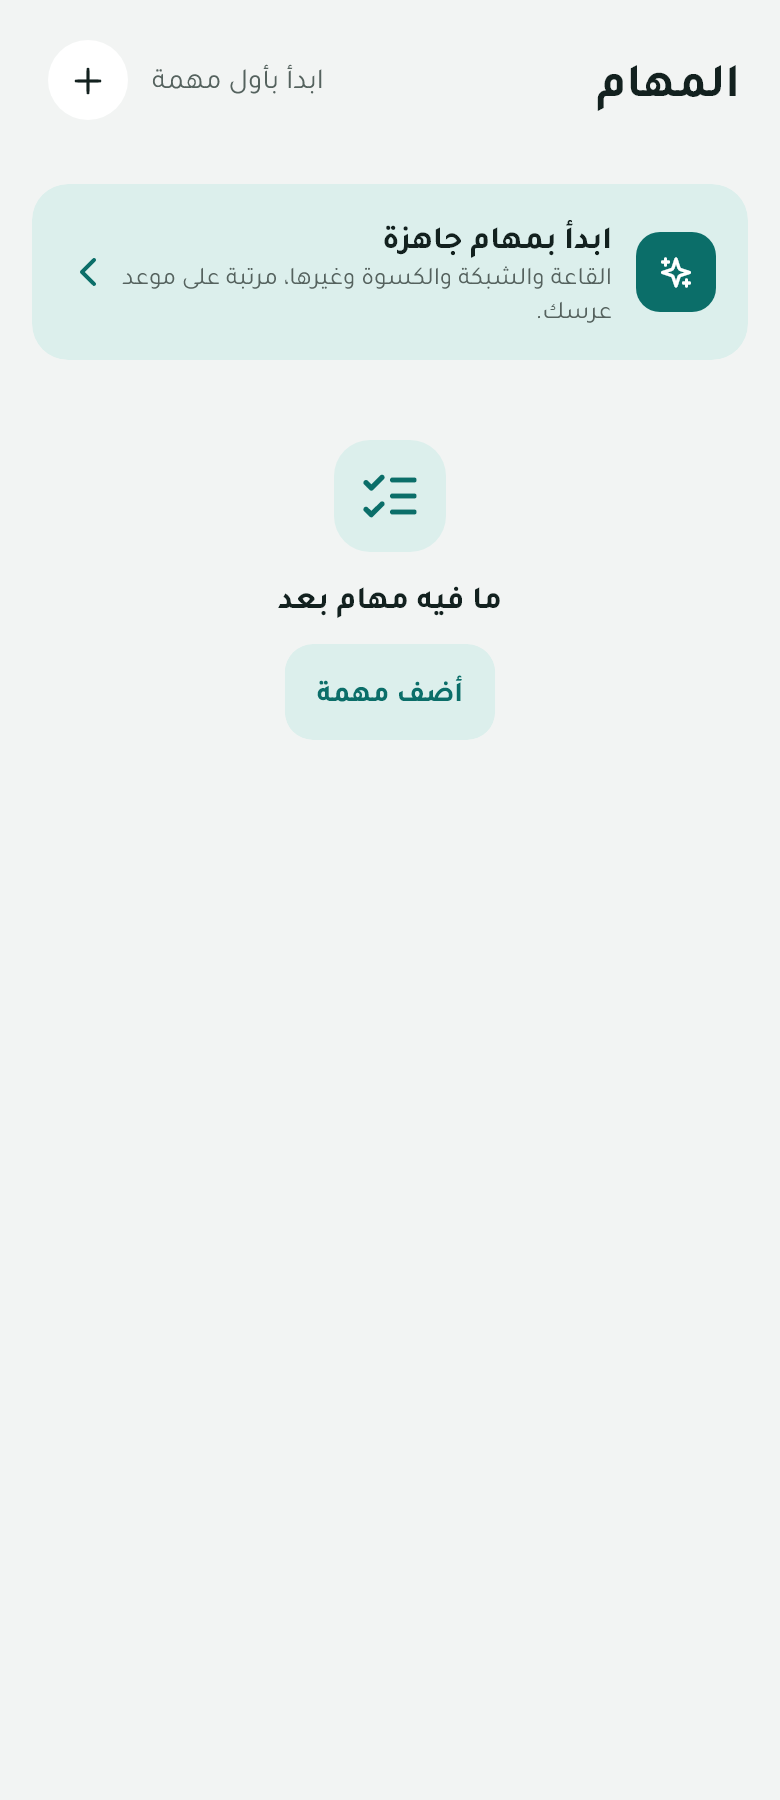 المهام
ابدأ بأول مهمة
ابدأ بمهام جاهزة
القاعة والشبكة والكسوة وغيرها، مرتبة على موعد
عرسك.
ما فيه مهام بعد
أضف مهمة